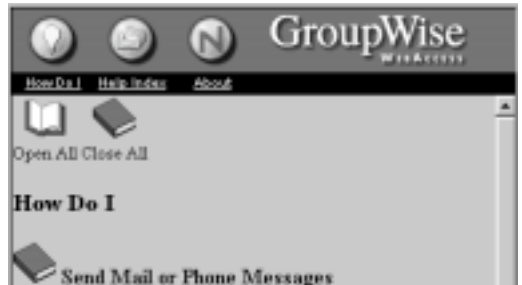 GroupWise
WebAccess
How Do I Help Index About
Open All Close All
How Do I
Send Mail or Phone Messages